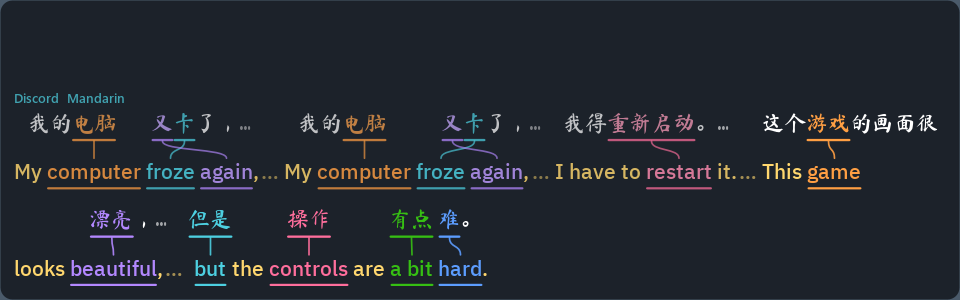 Discord Mandarin
我的电脑 又卡了，… 我的电脑 又卡了，… 我得重新启动。… 这个游戏的画面很
My computer froze again,… My computer froze again,… I have to restart it.… This game
漂亮，… 但是 操作 有点 难。
looks beautiful,… but the controls are a bit hard.